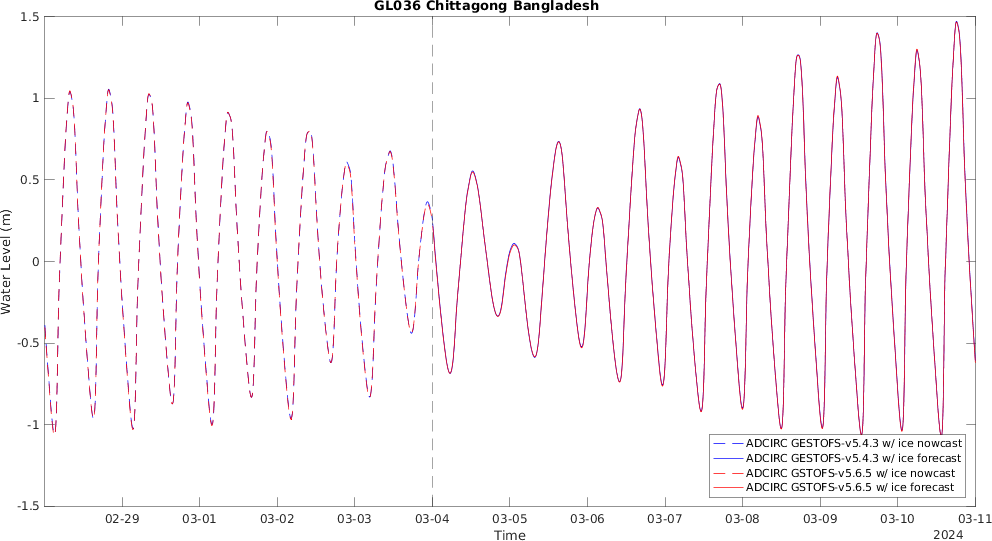 GL036 Chittagong Bangladesh
1.5
1
0.5
0
-0.5
-1
-1.5
Water Level (m)
ADCIRC GESTOFS-v5.4.3 w/ ice nowcast
ADCIRC GESTOFS-v5.4.3 w/ ice forecast
ADCIRC GSTOFS-v5.6.5 w/ ice nowcast
ADCIRC GSTOFS-v5.6.5 w/ ice forecast
02-29 03-01 03-02 03-03 03-04 03-05 03-06 03-07 03-08 03-09 03-10 03-11
Time
2024